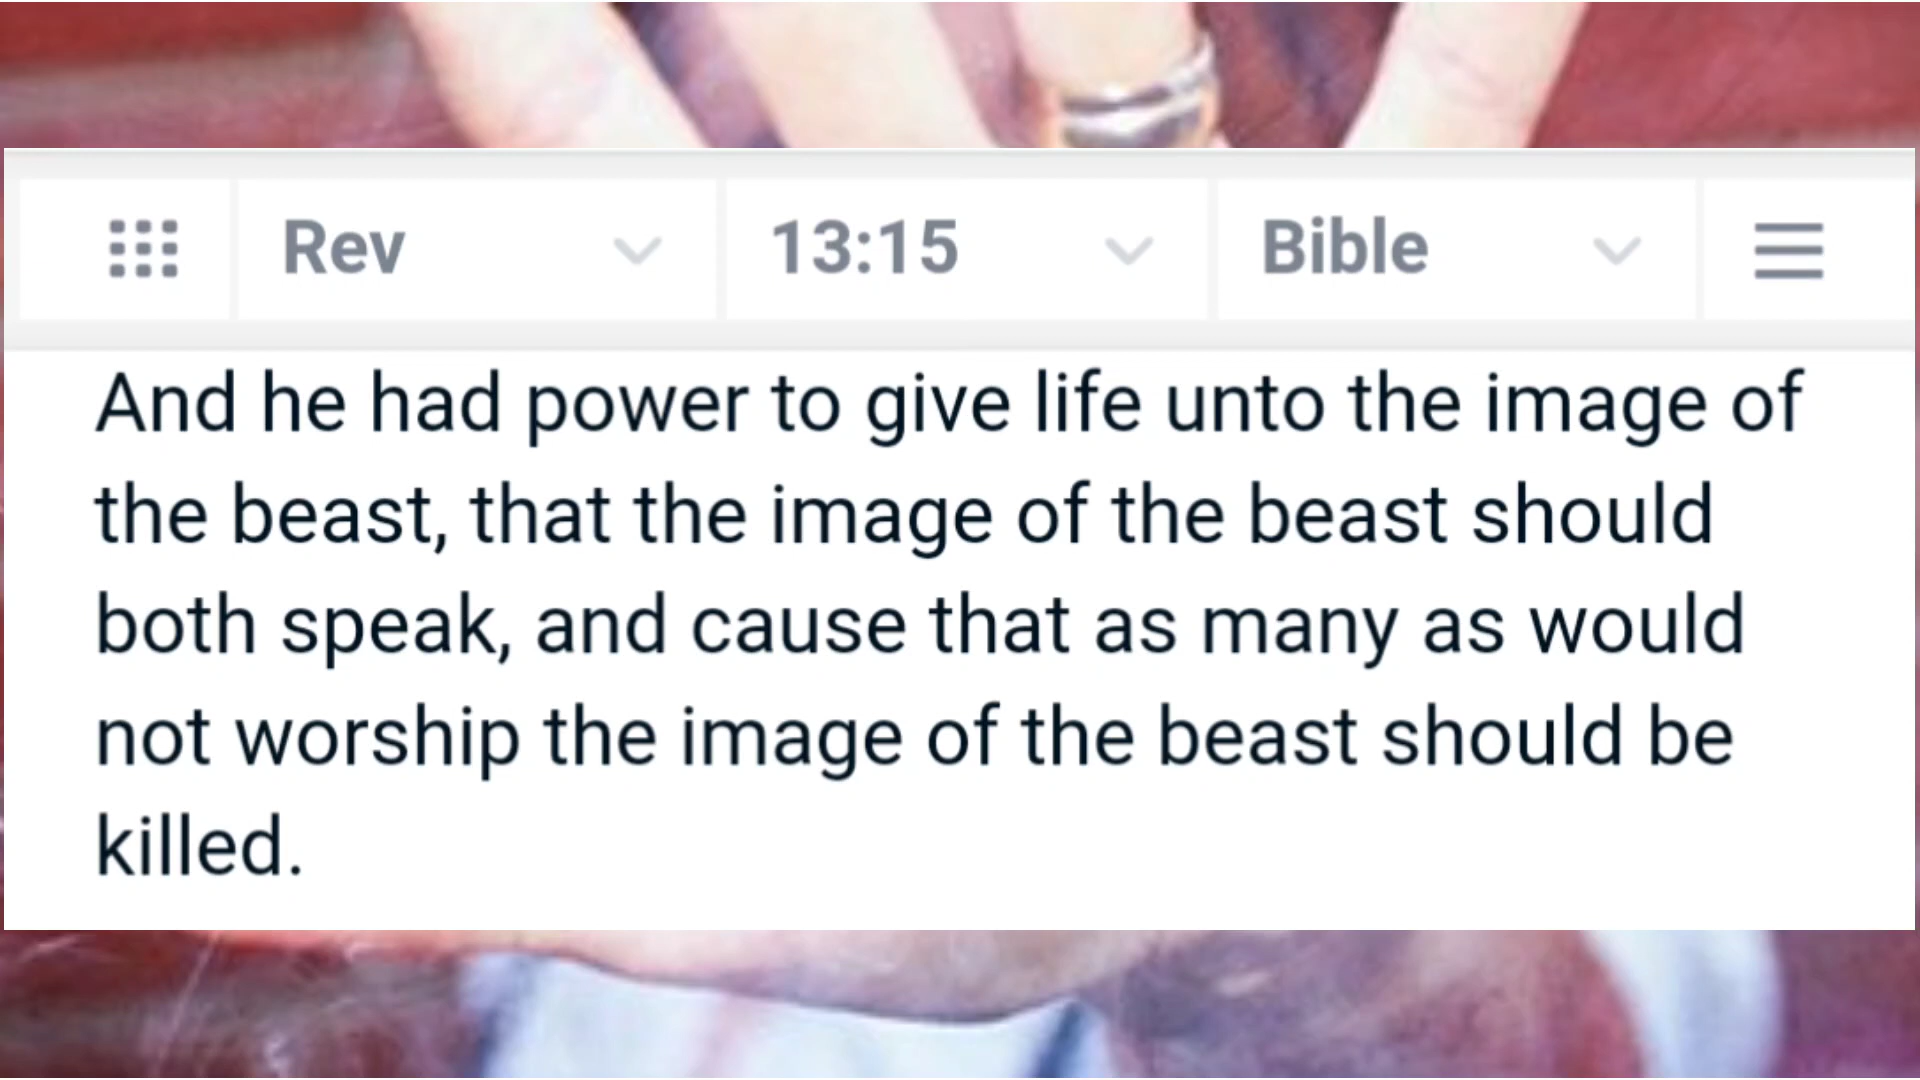 Rev 13:15 Bible
And he had power to give life unto the image of
the beast, that the image of the beast should
both speak, and cause that as many as would
not worship the image of the beast should be
killed.